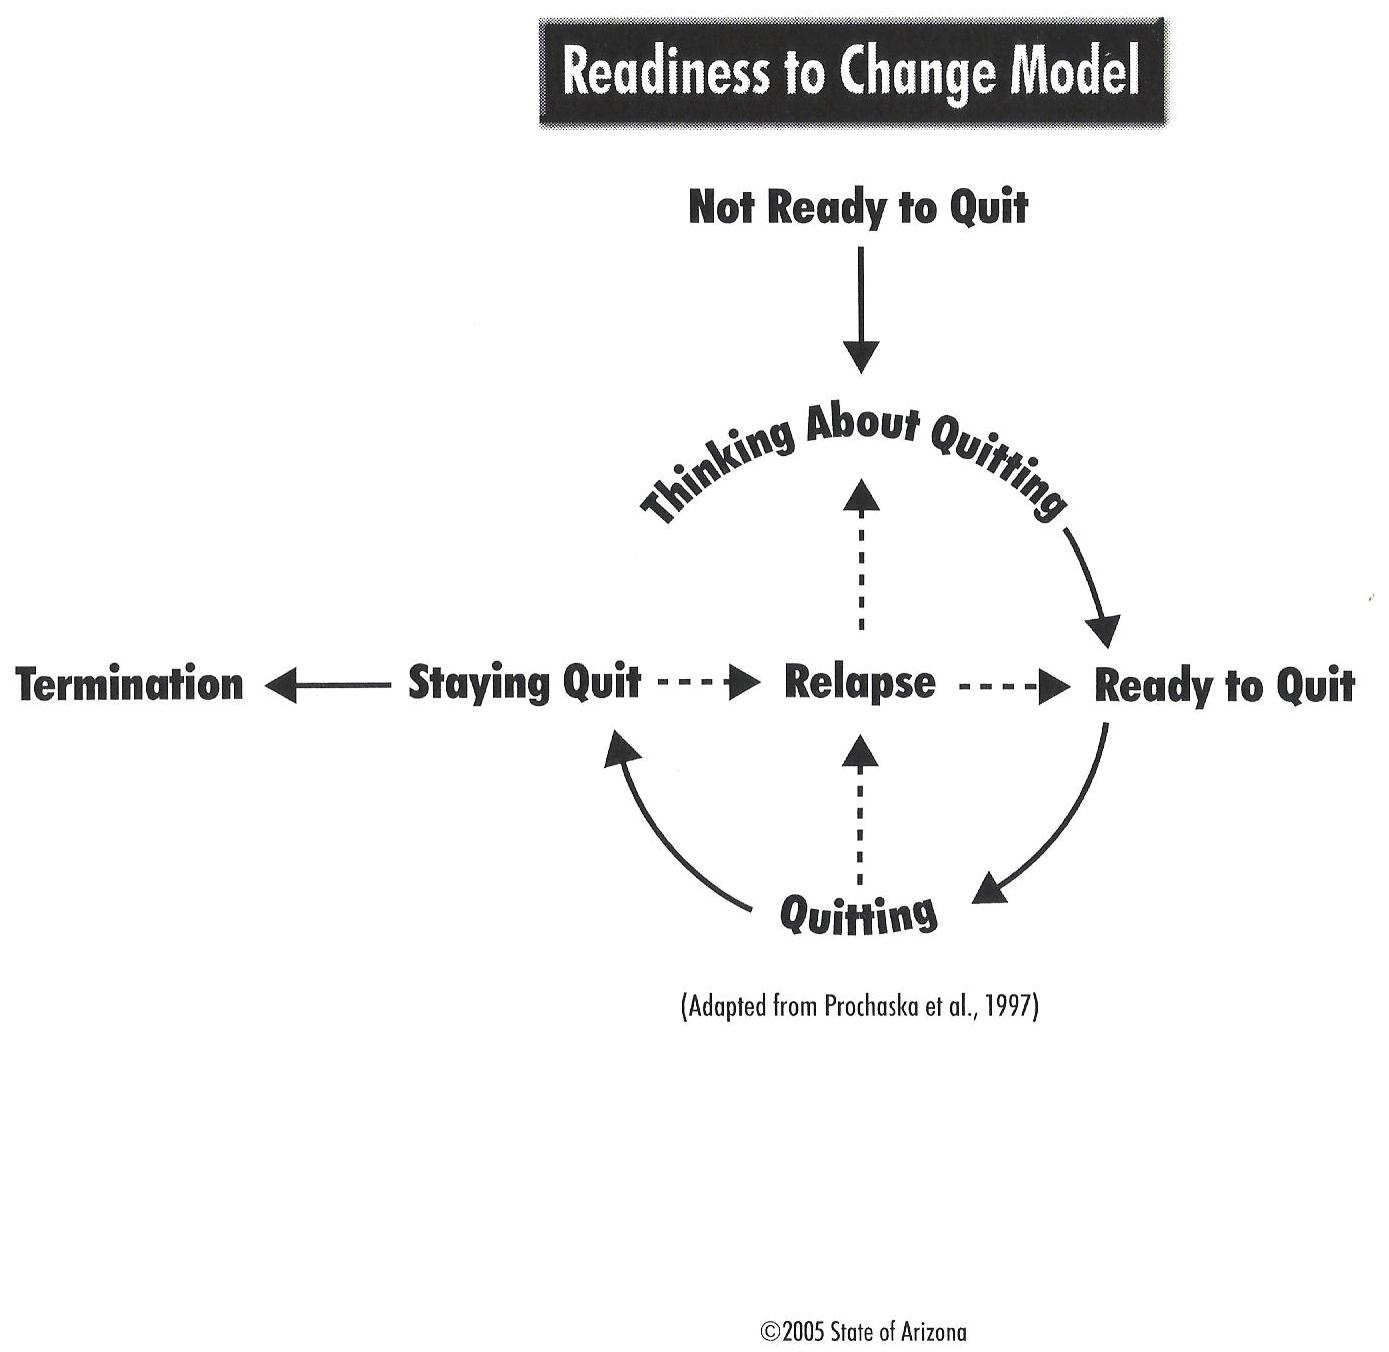 Readiness to Change Model
Not Ready to Quit
Thinking About Quitting
Termination
Staying Quit
Relapse
Ready to Quit
Quitting
(Adapted from Prochaska et al., 1997)
©2005 State of Arizona